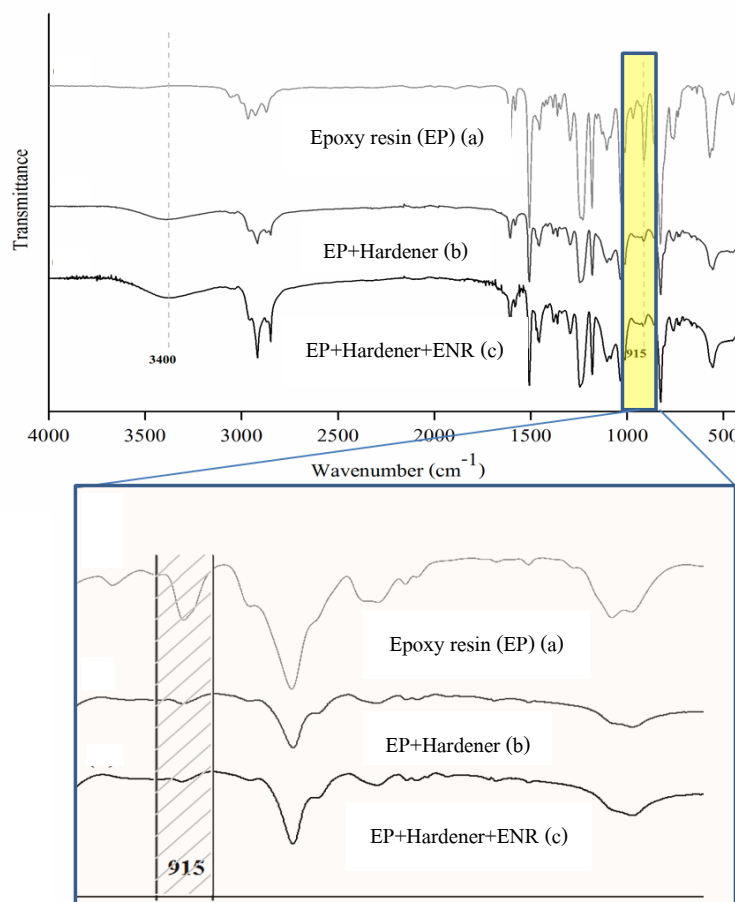 Epoxy resin (EP) (a)
Transmittance
EP+Hardener (b)
EP+Hardener+ENR (c)
3400
915
4000 3500 3000 2500 2000 1500 1000 500
Wavenumber (cm-1)
Epoxy resin (EP) (a)
EP+Hardener (b)
EP+Hardener+ENR (c)
915